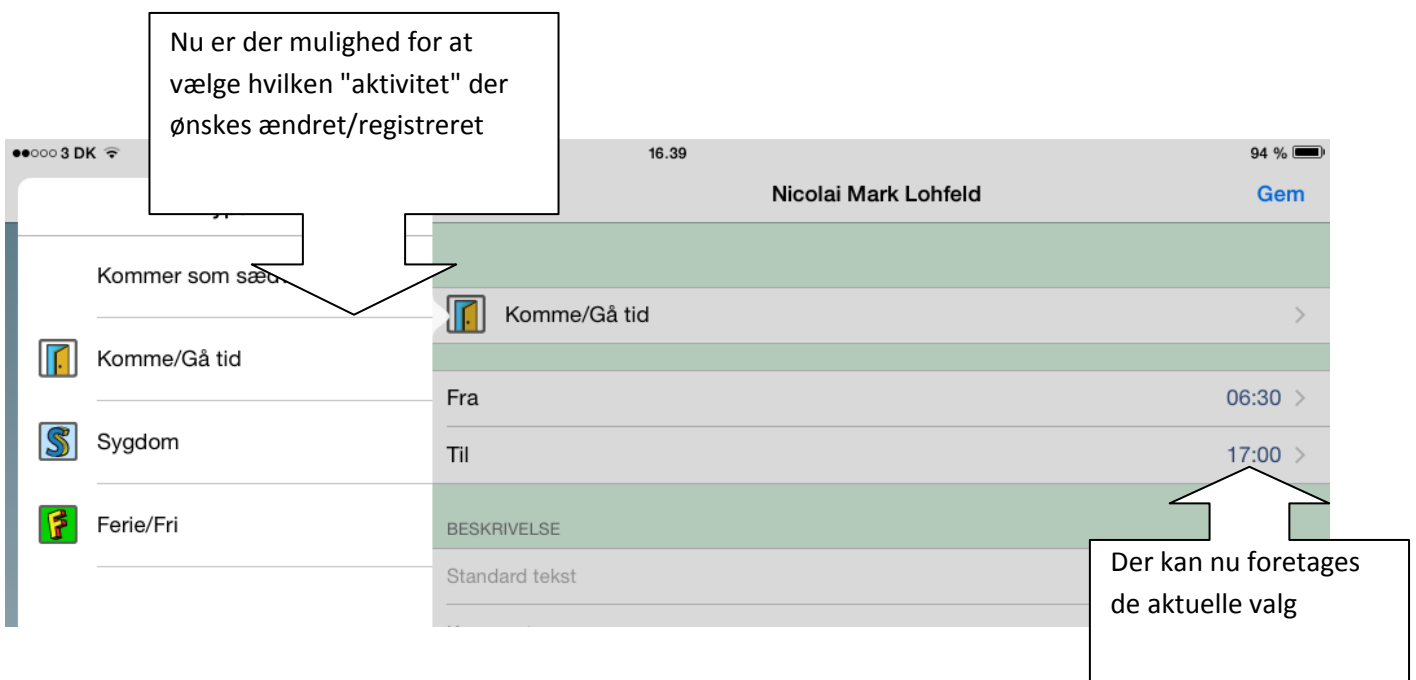 Nu er der mulighed for at
vælge hvilken "aktivitet" der
ønskes ændret/registreret
3 DK
16.39
94 %
Nicolai Mark Lohfeld
Gem
Kommer som
Komme/Gå tid
Sygdom
Ferie/Fri
Komme/Gå tid
Fra
06:30
Til
17:00
BESKRIVELSE
Standard tekst
Der kan nu foretages
de aktuelle valg